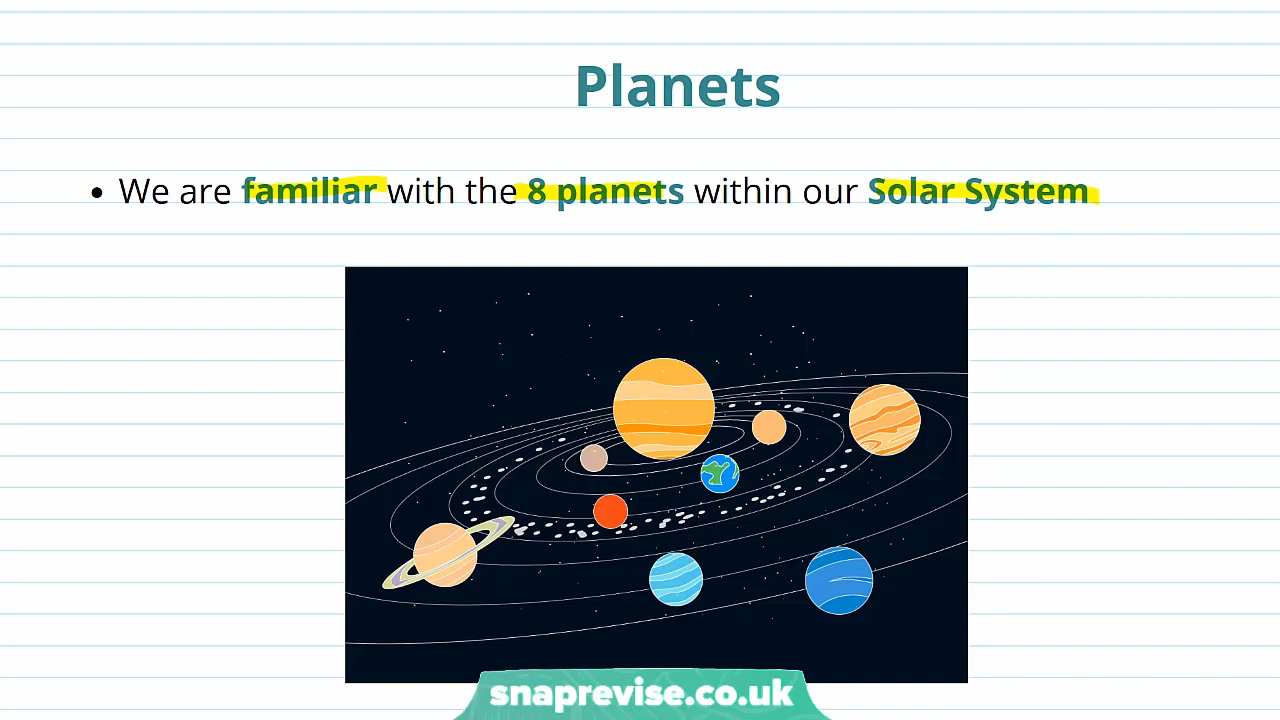 Planets
• We are familiar with the 8 planets within our Solar System
snaprevise.co.uk